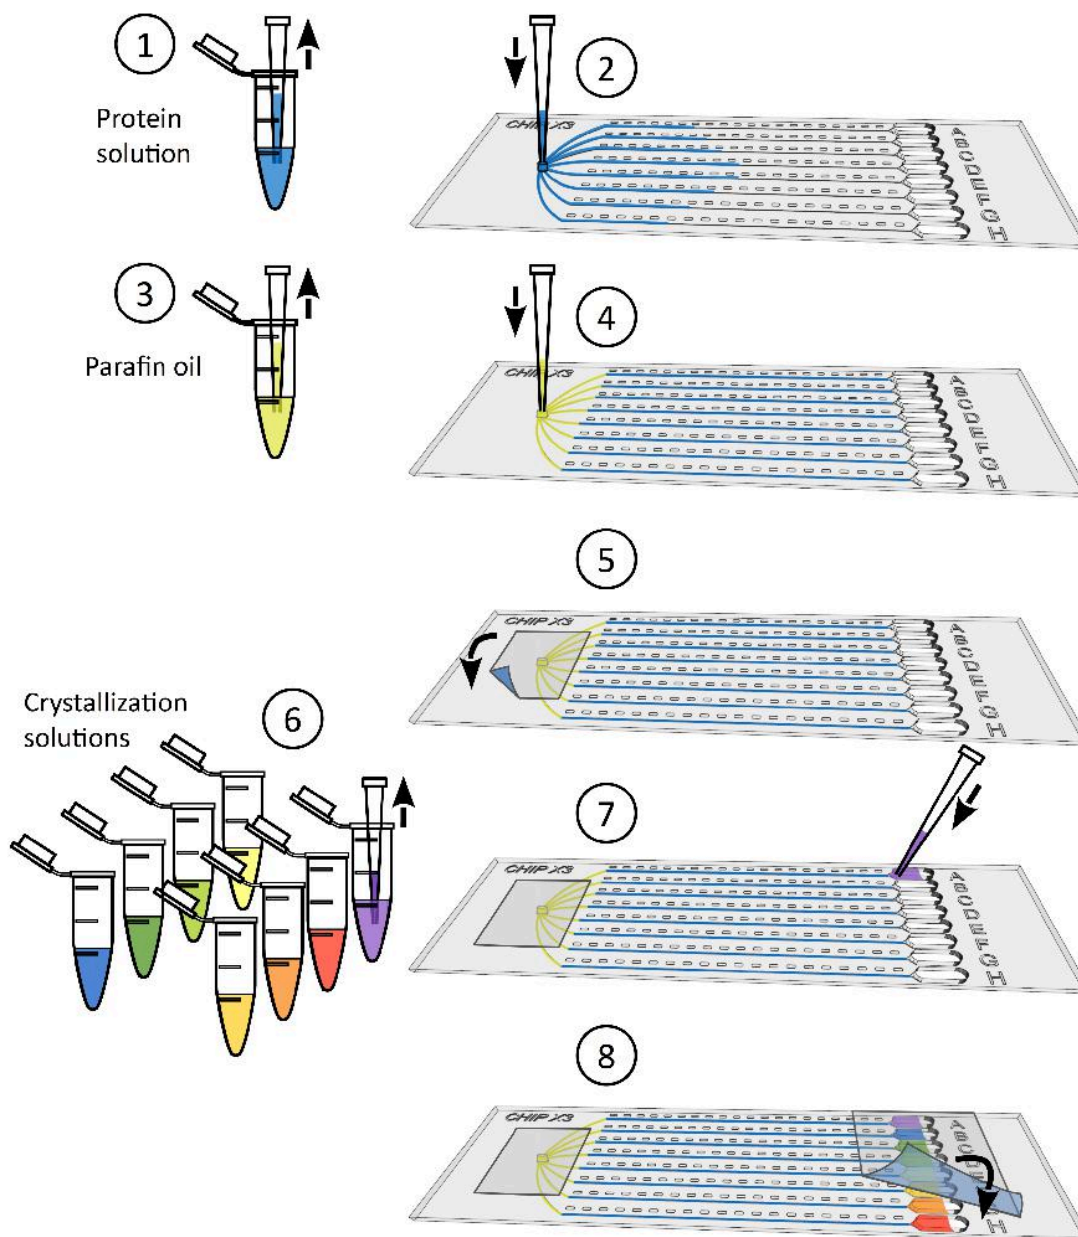 1
Protein
solution
2
CHIP X3
A B C D E F G H
3
Parafin oil
4
CHIP X3
A B C D E F G H
5
CHIP X3
A B C D E F G H
Crystallization
solutions
6
7
CHIP X3
A B C D E F G H
8
CHIP X3
A B C D E
H